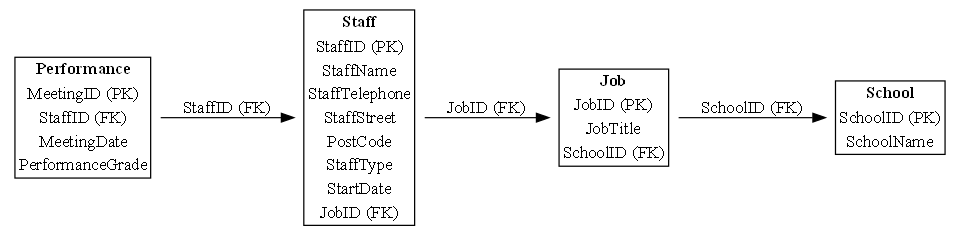 Performance
MeetingID (PK)
StaffID (FK)
MeetingDate
PerformanceGrade
StaffID (FK)
Staff
StaffID (PK)
StaffName
StaffTelephone
StaffStreet
PostCode
StaffType
StartDate
JobID (FK)
JobID (FK)
Job
JobID (PK)
JobTitle
SchoolID (FK)
SchoolID (FK)
School
SchoolID (PK)
SchoolName